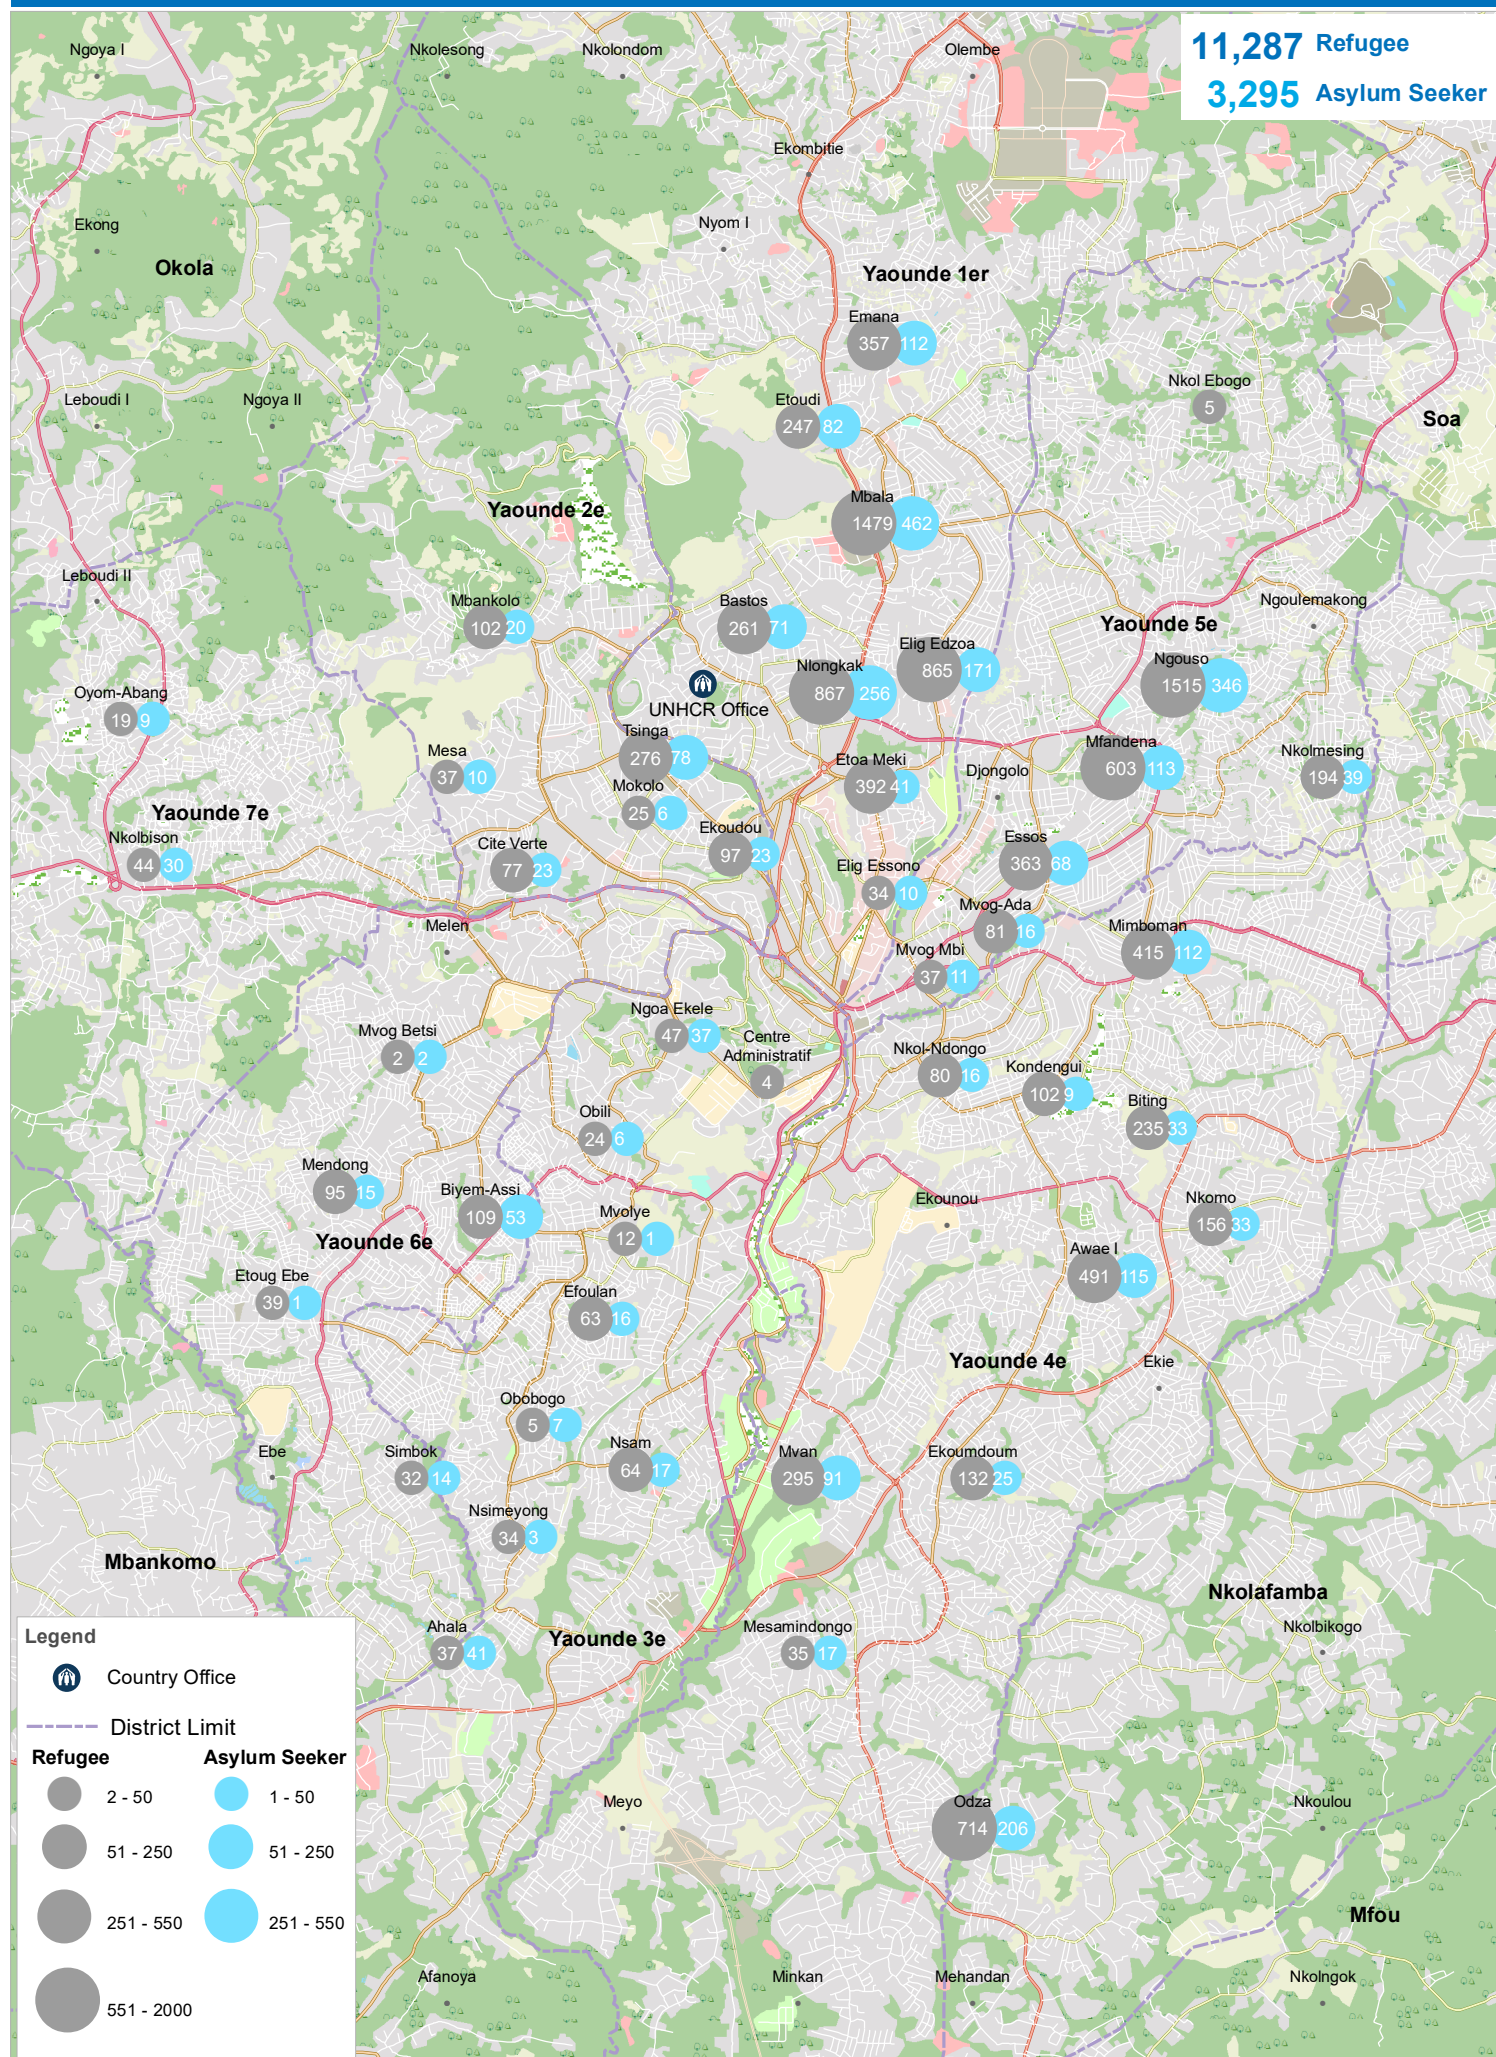 11,287 Refugee
3,295 Asylum Seeker
Ngoya I
Nkolesong
Nkolondom
Olembe
Ekombitie
Ekong
Nyom I
Okola
Yaounde 1er
Emana
357 112
Nkol Ebogo
5
Leboudi I
Ngoya II
Etoudi
247 82
Soa
Mbala
1479 462
Yaounde 2e
Leboudi II
Mbankolo
102 20
Bastos
261 71
Ngoulemakong
Yaounde 5e
Elig Edzoa
865 171
Nlongkak
867 256
Ngouso
1515 346
UNHCR Office
Oyom-Abang
19 9
Tsinga
276 78
Mesa
37 10
Etoa Meki
392 41
Djongolo
Mfandena
603 113
Nkolmesing
194 39
Mokolo
25 6
Yaounde 7e
Nkolbison
44 30
Cite Verte
77 23
Ekoudou
97 23
Essos
363 68
Elig Essono
34 10
Mvog-Ada
81 16
Melen
Mimboman
415 112
Mvog Mbi
37 11
Ngoa Ekele
47 37
Mvog Betsi
2 2
Centre
Administratif
4
Nkol-Ndongo
80 16
Kondengui
102 9
Biting
235 33
Obili
24 6
Mendong
95 15
Biyem-Assi
109 53
Mvolye
12 1
Ekounou
Nkomo
156 33
Yaounde 6e
Awae I
491 115
Etoug Ebe
39 1
Efoulan
63 16
Yaounde 4e
Ekie
Obobogo
5 7
Ebe
Simbok
32 14
Nsam
64 17
Mvan
295 91
Ekoumdoum
132 25
Nsimeyong
34 3
Mbankomo
Nkolafamba
Nkolbikogo
Ahala
37 41
Yaounde 3e
Mesamindongo
35 17
Meyo
Odza
714 206
Nkoulou
Mfou
Afanoya
Minkan
Mehandan
Nkolngok
Legend
Country Office
District Limit
Refugee Asylum Seeker
2 - 50 1 - 50
51 - 250 51 - 250
251 - 550 251 - 550
551 - 2000